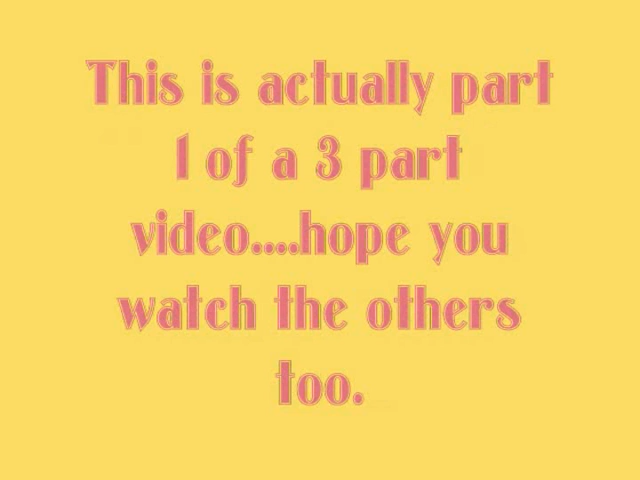 This is actually part
1 of a 3 part
video....hope you
watch the others
too.